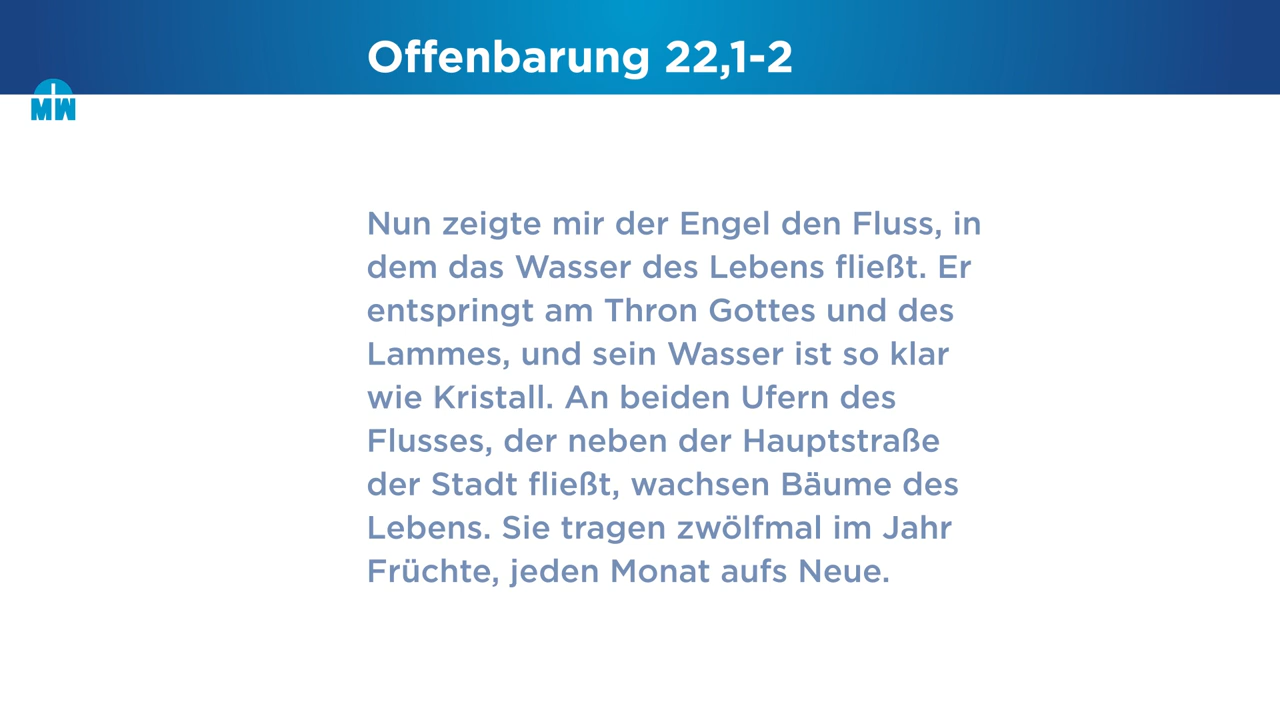 Offenbarung 22,1-2
MW
Nun zeigte mir der Engel den Fluss, in
dem das Wasser des Lebens fließt. Er
entspringt am Thron Gottes und des
Lammes, und sein Wasser ist so klar
wie Kristall. An beiden Ufern des
Flusses, der neben der Hauptstraße
der Stadt fließt, wachsen Bäume des
Lebens. Sie tragen zwölfmal im Jahr
Früchte, jeden Monat aufs Neue.